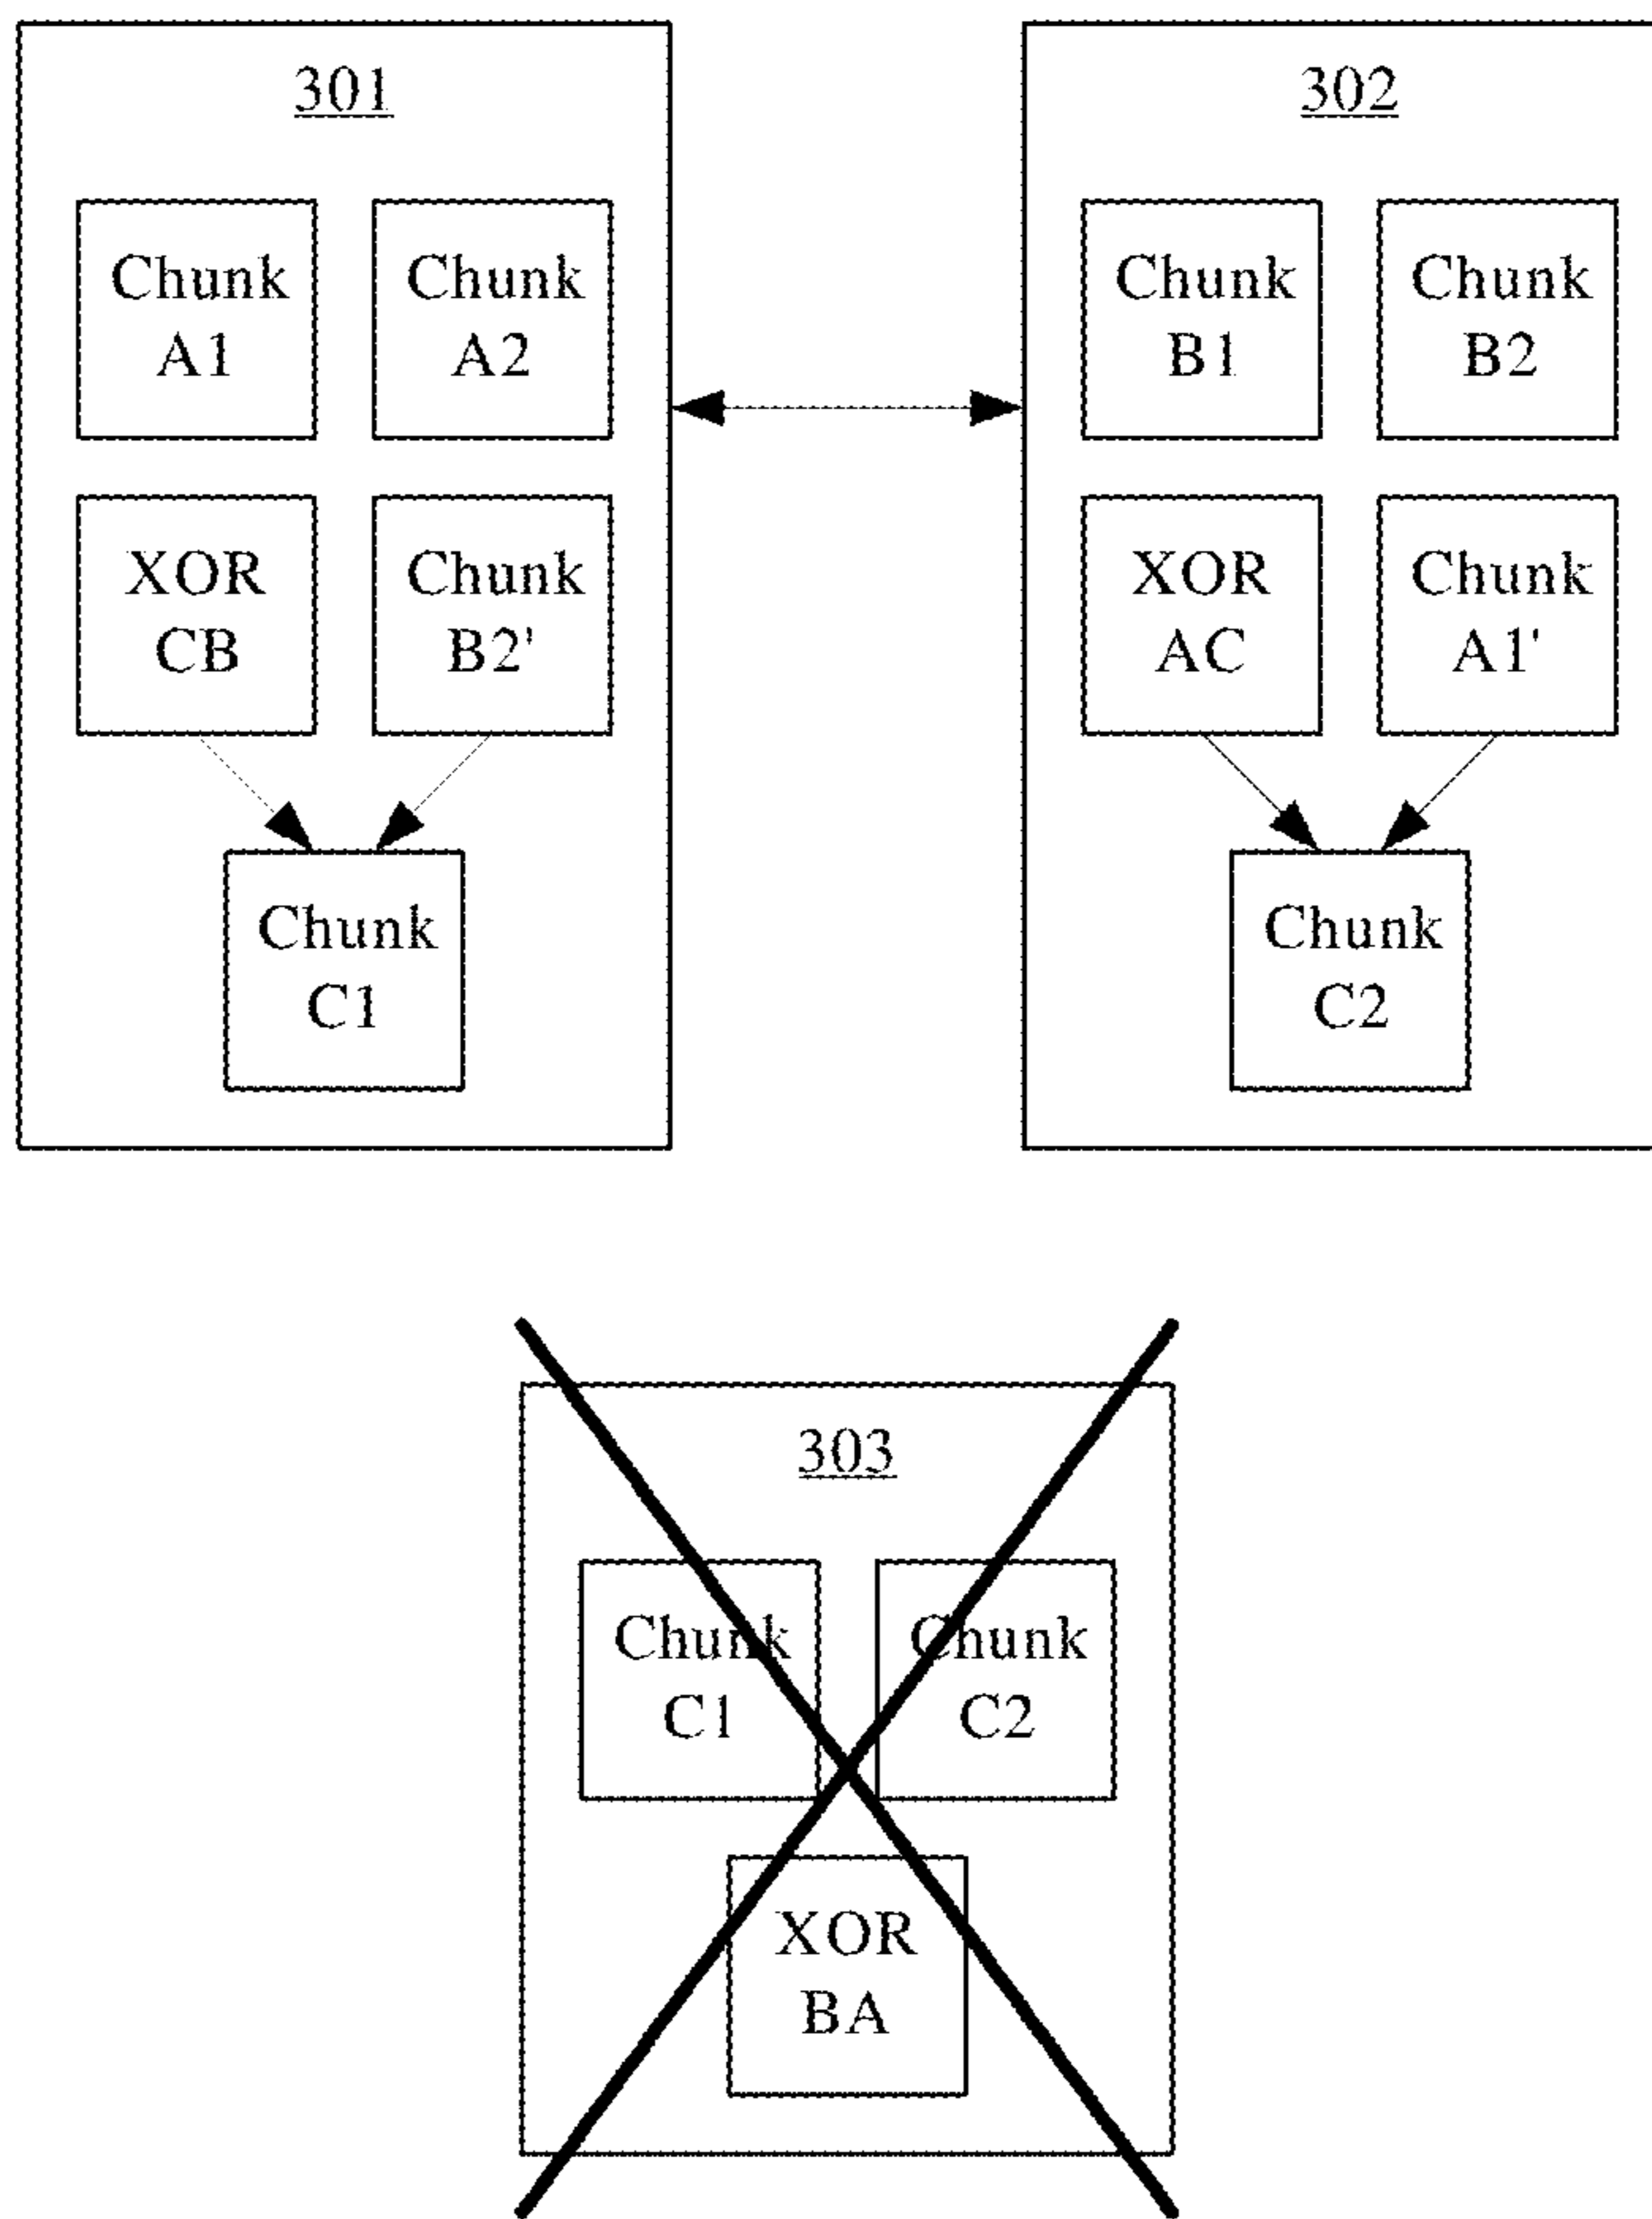 301
Chunk
A1
Chunk
A2
XOR
CB
Chunk
B2'
Chunk
C1
302
Chunk
B1
Chunk
B2
XOR
AC
Chunk
A1'
Chunk
C2
303
Chunk
C1
Chunk
C2
XOR
BA